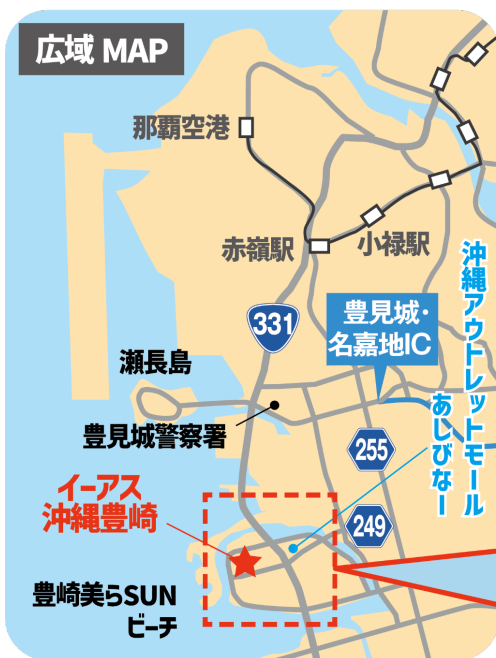 広域 MAP
那覇空港
赤嶺駅
小禄駅
沖縄アウトレットモール
あしびなー
331
豊見城・
名嘉地IC
瀬長島
豊見城警察署
255
イーアス
沖縄豊崎
249
豊崎美らSUN
ビーチ